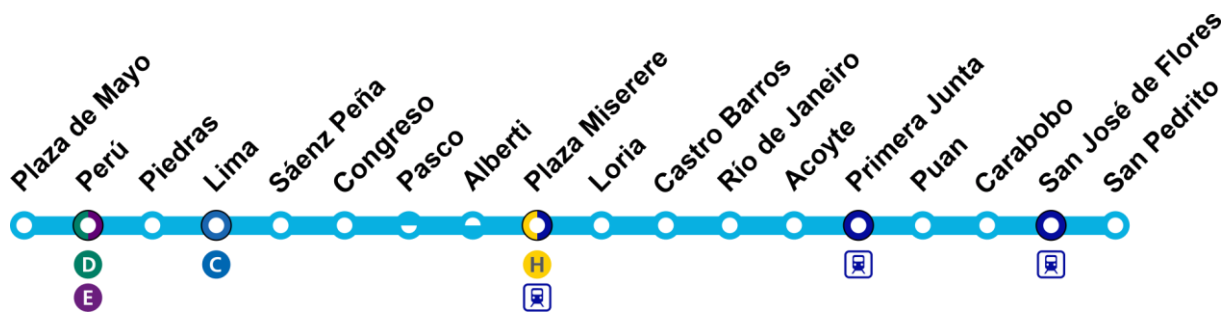 Plaza de Mayo
Perú
Piedras
Lima
Sáenz Peña
Congreso
Pasco
Alberti
Plaza Miserere
Loria
Castro Barros
Río de Janeiro
Acoyte
Primera Junta
Puan
Carabobo
San José de Flores
San Pedrito
D
C
H
E